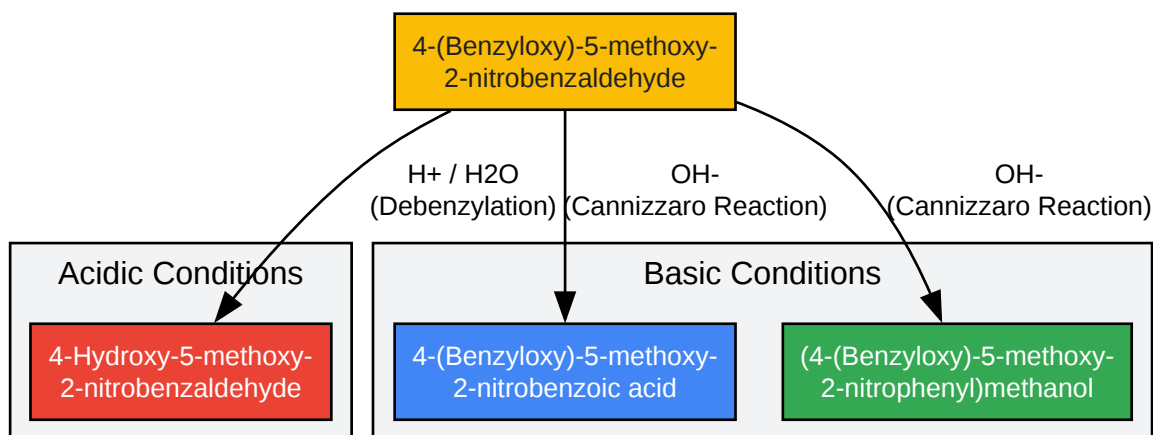 4-(Benzyloxy)-5-methoxy-
2-nitrobenzaldehyde
H+ / H2O
(Debenzylation)
OH-
(Cannizzaro Reaction)
OH-
(Cannizzaro Reaction)
Acidic Conditions
4-Hydroxy-5-methoxy-
2-nitrobenzaldehyde
Basic Conditions
4-(Benzyloxy)-5-methoxy-
2-nitrobenzoic acid
(4-(Benzyloxy)-5-methoxy-
2-nitrophenyl)methanol